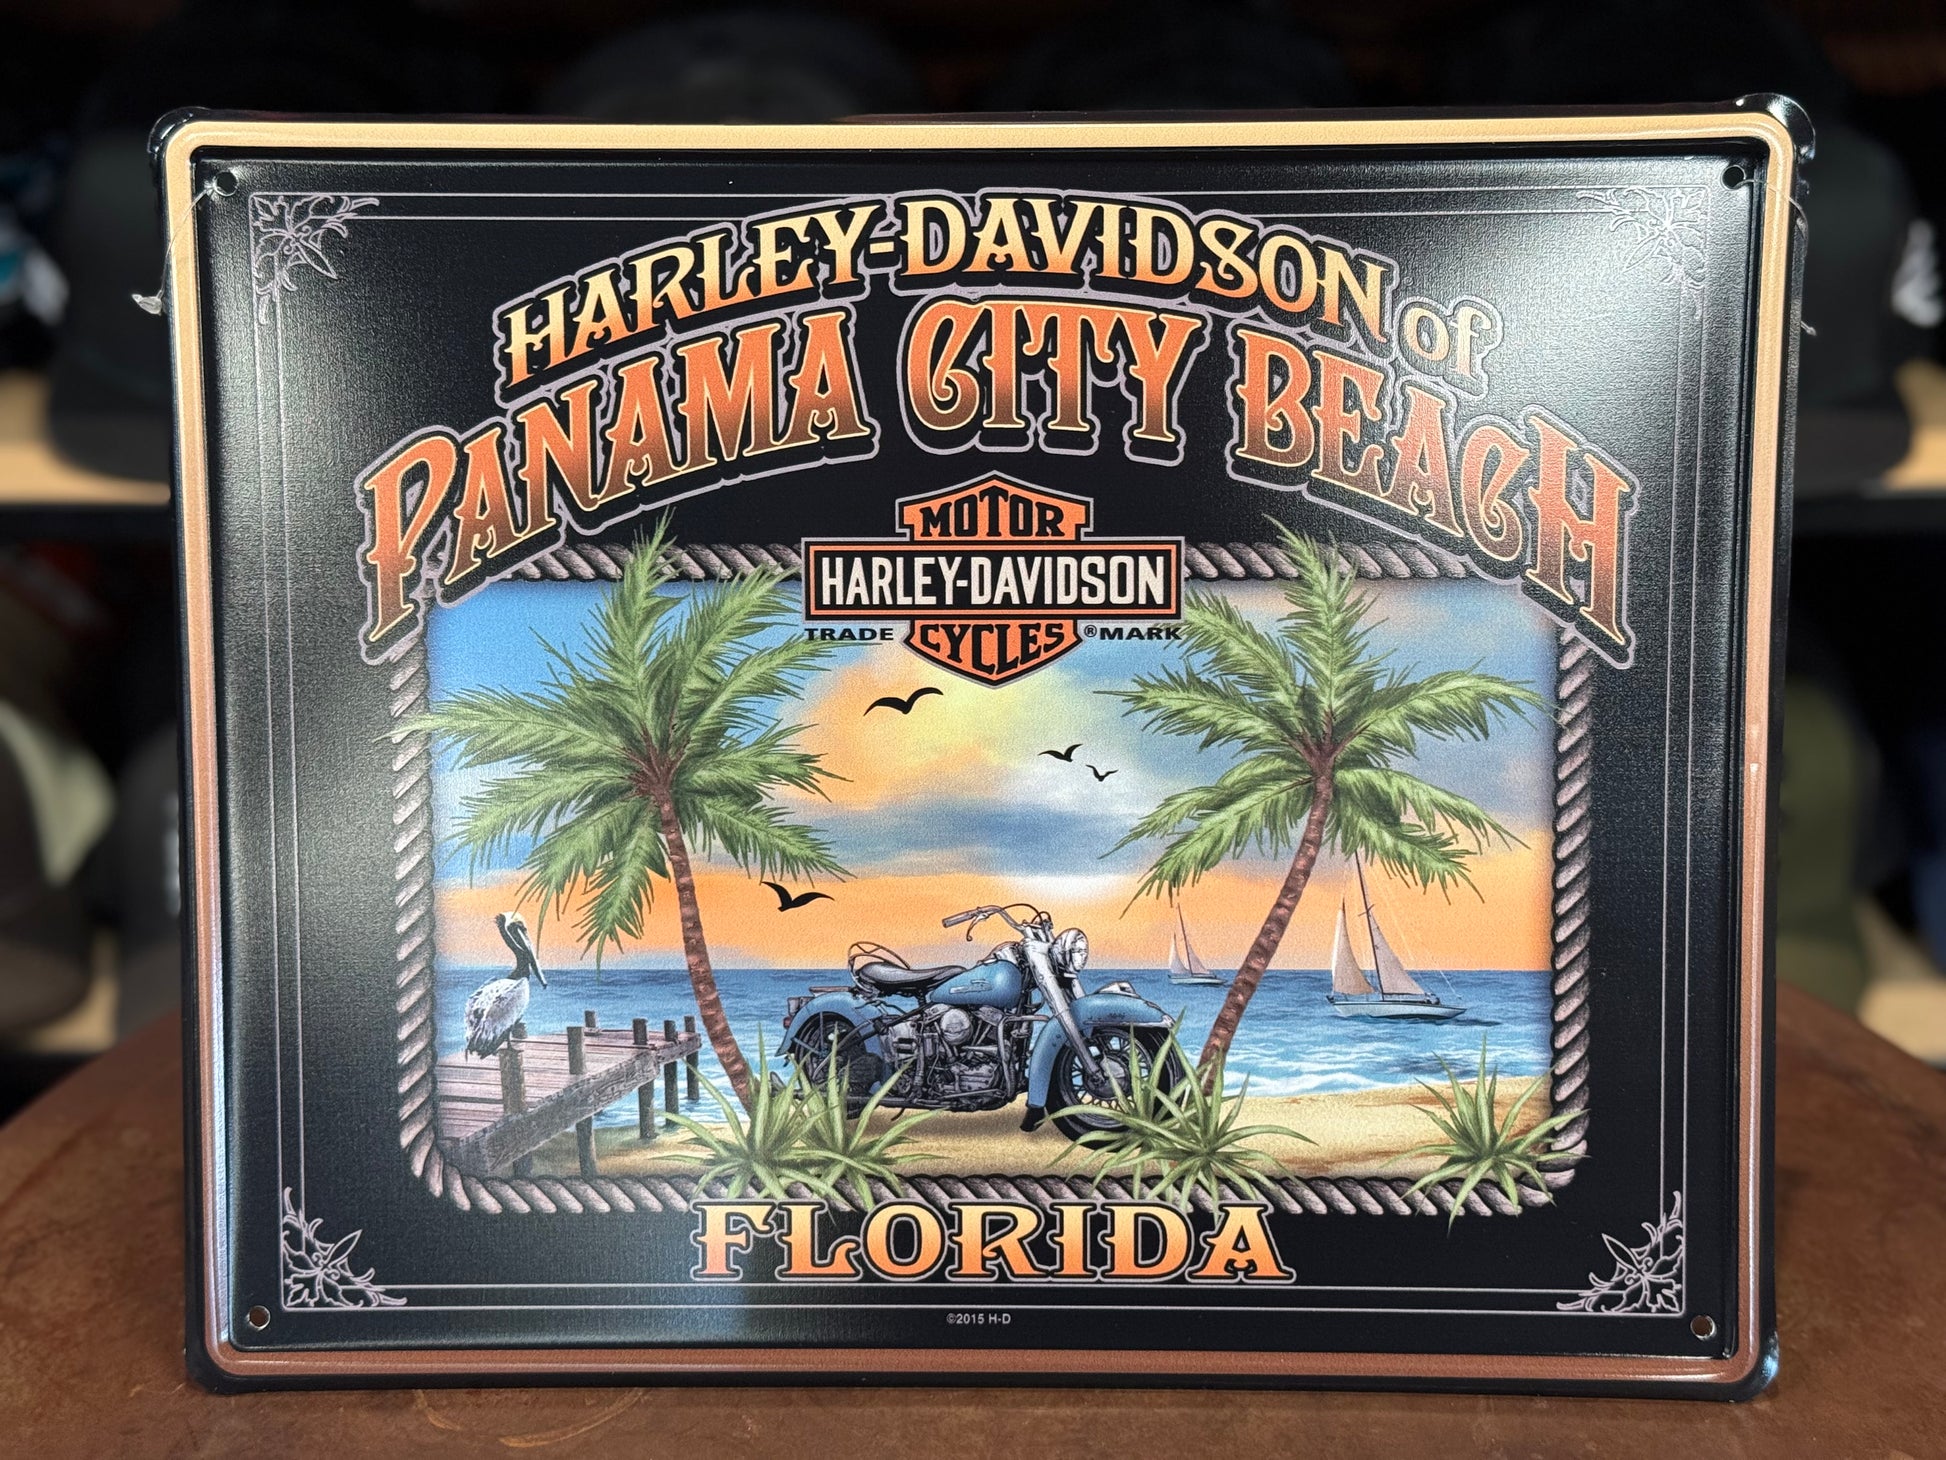 HARLEY-DAVIDSON of
PANAMA CITY BEACH
MOTOR
HARLEY-DAVIDSON
TRADE CYCLES ®MARK
FLORIDA
©2015 H-D